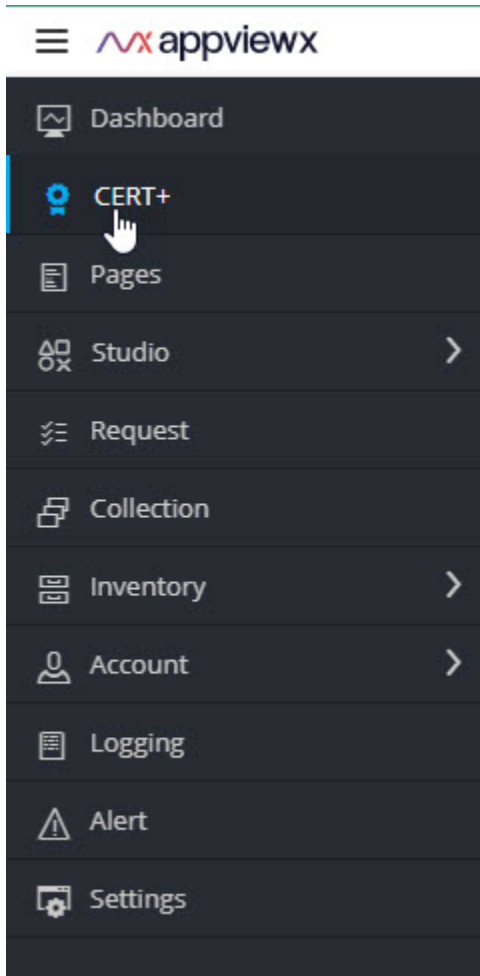 appviewx
Dashboard
CERT+
Pages
Studio
Request
Collection
Inventory
Account
Logging
Alert
Settings